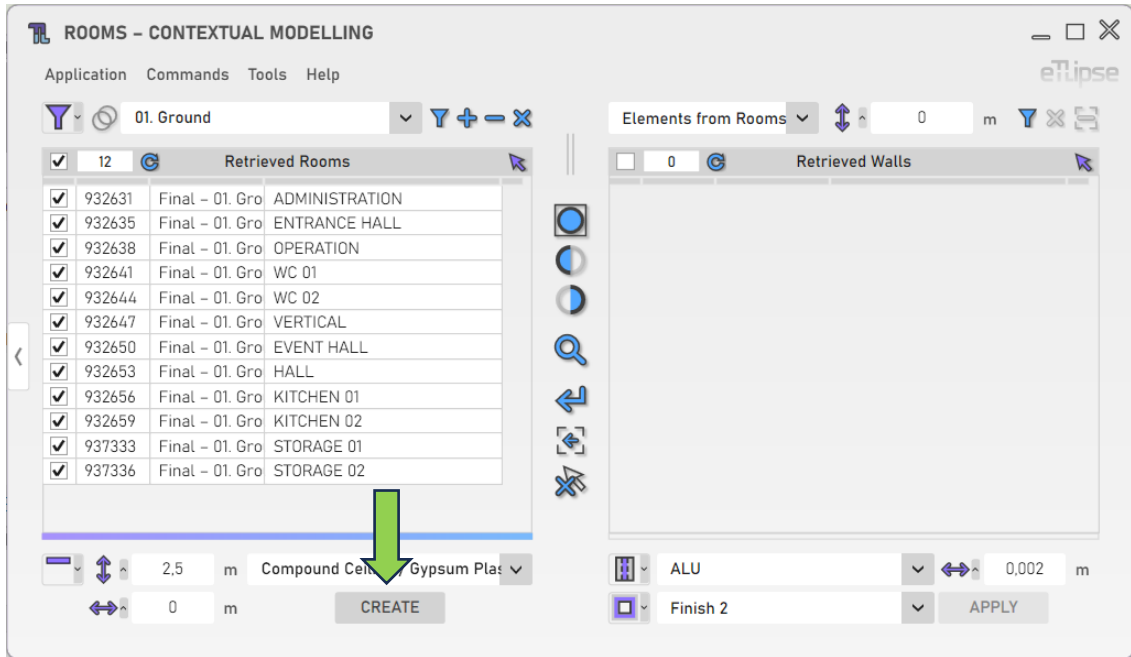 ROOMS – CONTEXTUAL MODELLING
Application Commands Tools Help
eTLipse
01. Ground
Elements from Rooms 0 m
12 Retrieved Rooms
0 Retrieved Walls
932631 Final – 01. Gro ADMINISTRATION
932635 Final – 01. Gro ENTRANCE HALL
932638 Final – 01. Gro OPERATION
932641 Final – 01. Gro WC 01
932644 Final – 01. Gro WC 02
932647 Final – 01. Gro VERTICAL
932650 Final – 01. Gro EVENT HALL
932653 Final – 01. Gro HALL
932656 Final – 01. Gro KITCHEN 01
932659 Final – 01. Gro KITCHEN 02
937333 Final – 01. Gro STORAGE 01
937336 Final – 01. Gro STORAGE 02
2,5 m Compound Gypsum Plas
ALU 0,002 m
0 m CREATE
Finish 2 APPLY